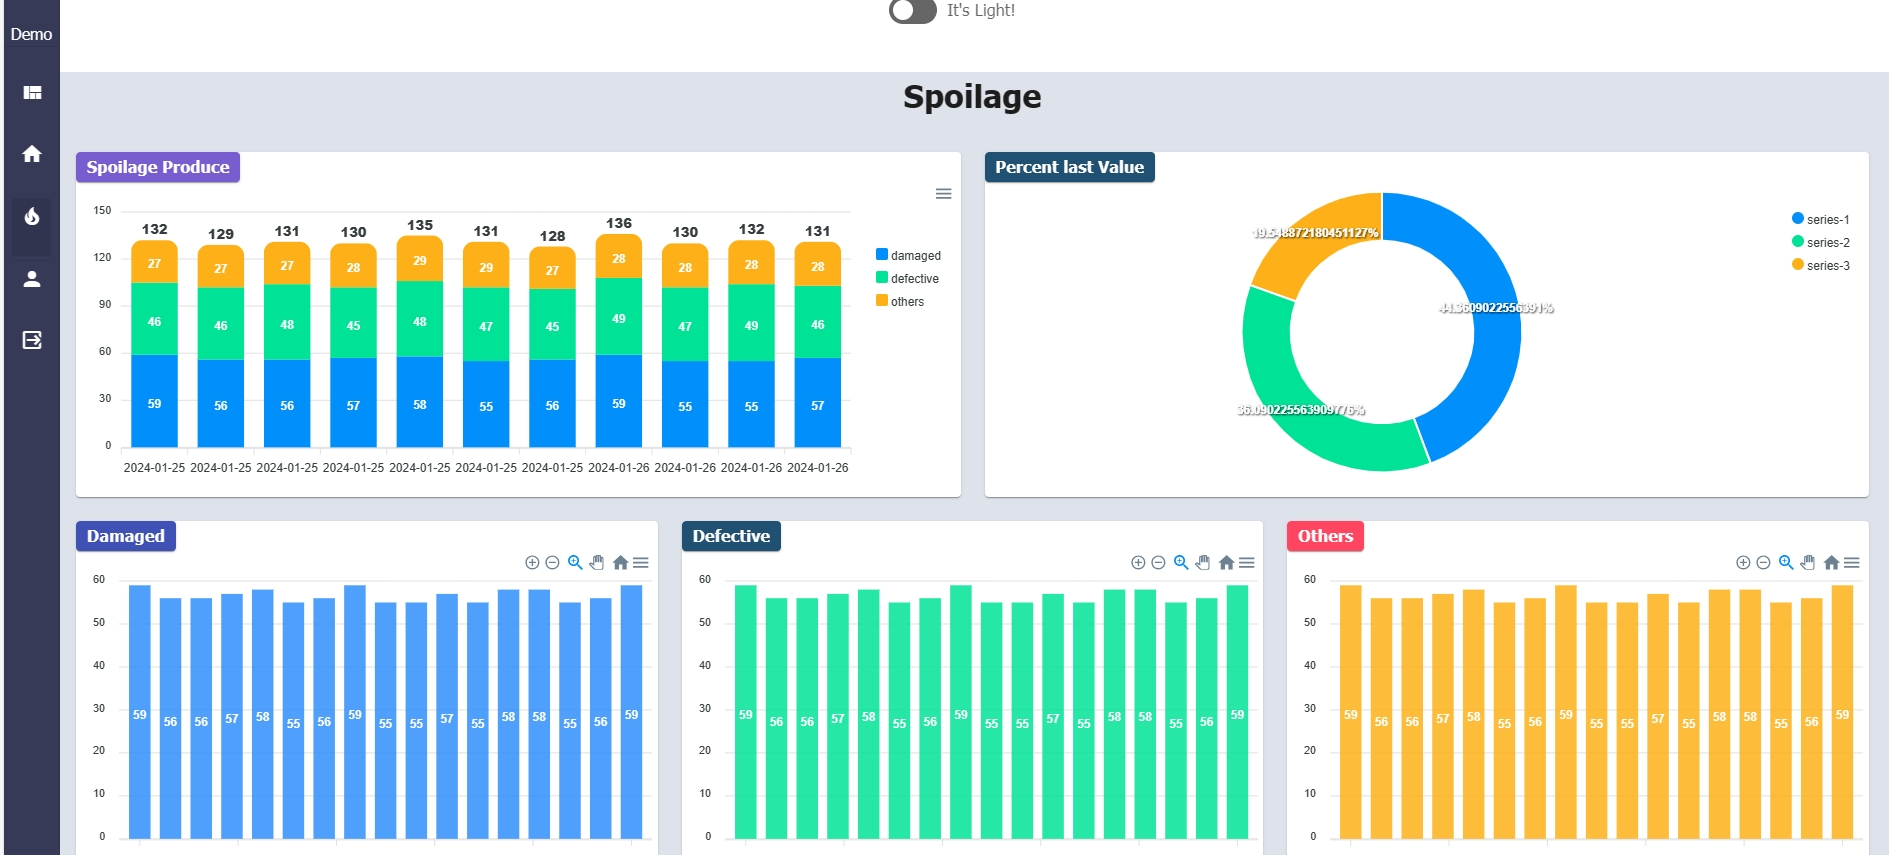 It's Light!
Demo
Spoilage
Spoilage Produce
150
120
90
60
30
0
132 129 131 130 135 131 128 136 130 132 131
27 27 27 28 29 29 27 28 28 28 28
46 46 48 45 48 47 45 49 47 49 46
59 56 56 57 58 55 56 59 55 55 57
2024-01-25 2024-01-25 2024-01-25 2024-01-25 2024-01-25 2024-01-25 2024-01-25 2024-01-26 2024-01-26 2024-01-26 2024-01-26
damaged
defective
others
Percent last Value
19.548872180451127%
44.3609022556391%
36.090225563909776%
series-1
series-2
series-3
Damaged
60
50
40
30
20
10
0
59 56 56 57 58 55 56 59 55 55 57 55 58 58 55 56 59
Defective
60
50
40
30
20
10
0
59 56 56 57 58 55 56 59 55 55 57 55 58 58 55 56 59
Others
60
50
40
30
20
10
0
59 56 56 57 58 55 56 59 55 55 57 55 58 58 55 56 59